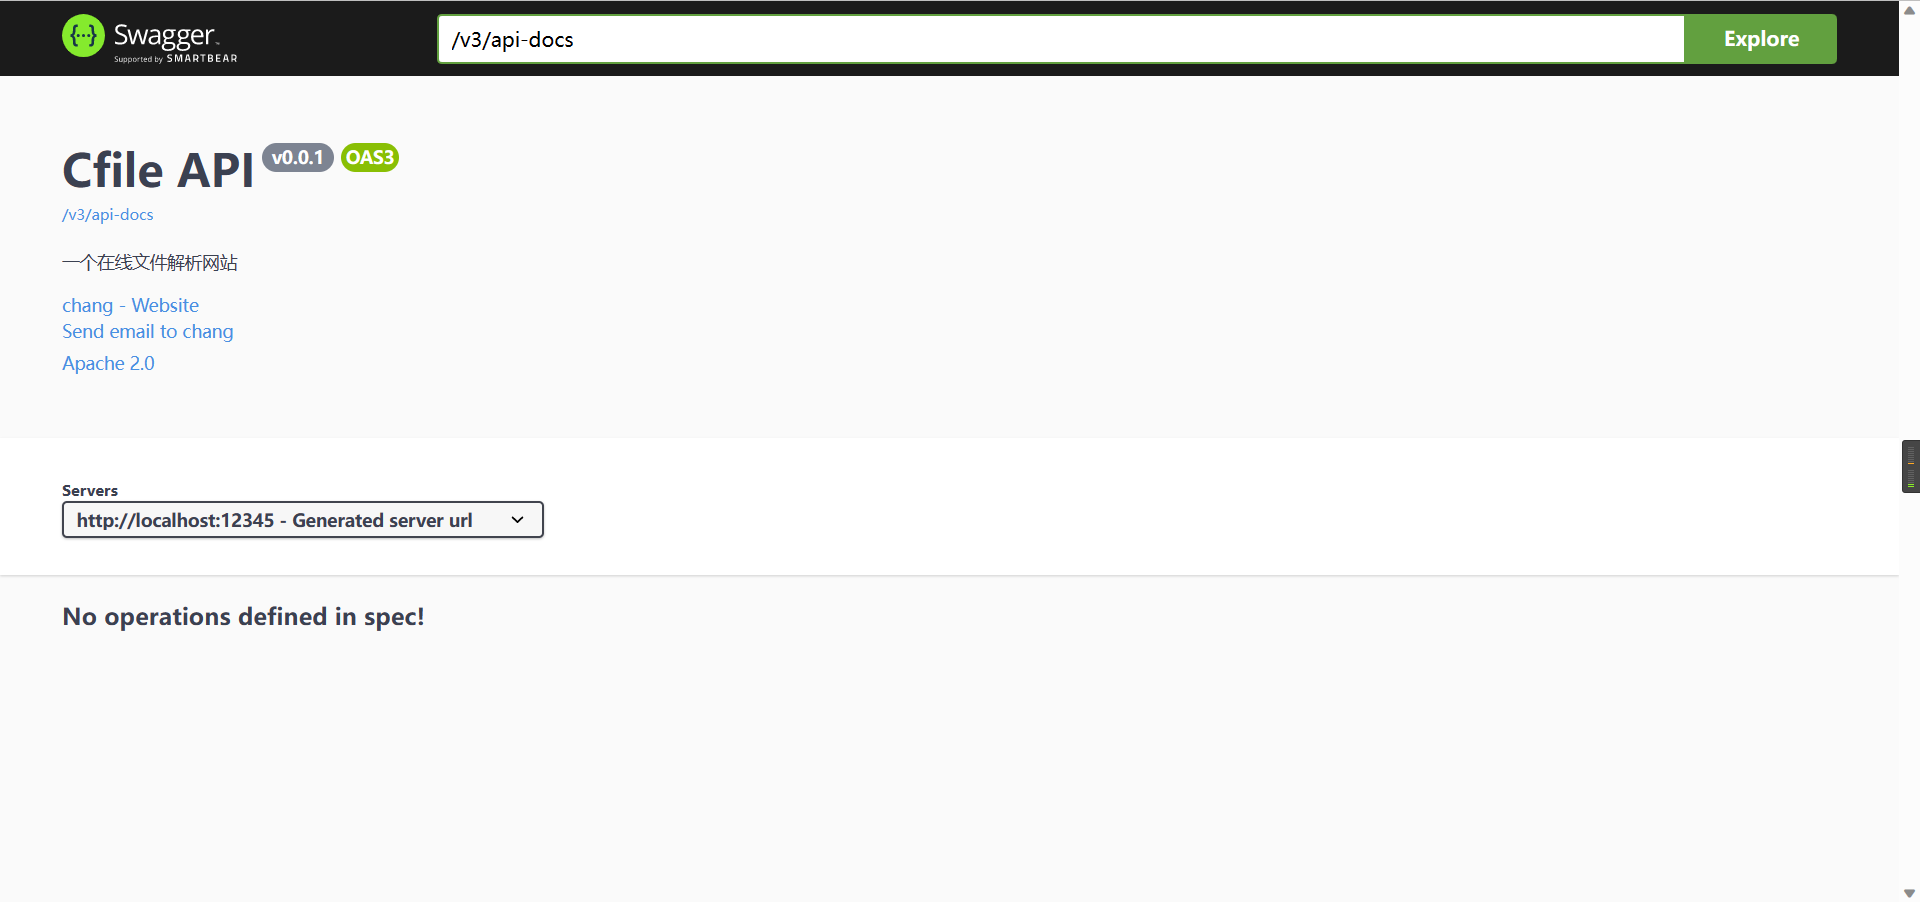 Swagger
Supported by SMARTBEAR
/v3/api-docs
Explore
Cfile API v0.0.1 OAS3
/v3/api-docs
一个在线文件解析网站
chang - Website
Send email to chang
Apache 2.0
Servers
http://localhost:12345 - Generated server url
No operations defined in spec!